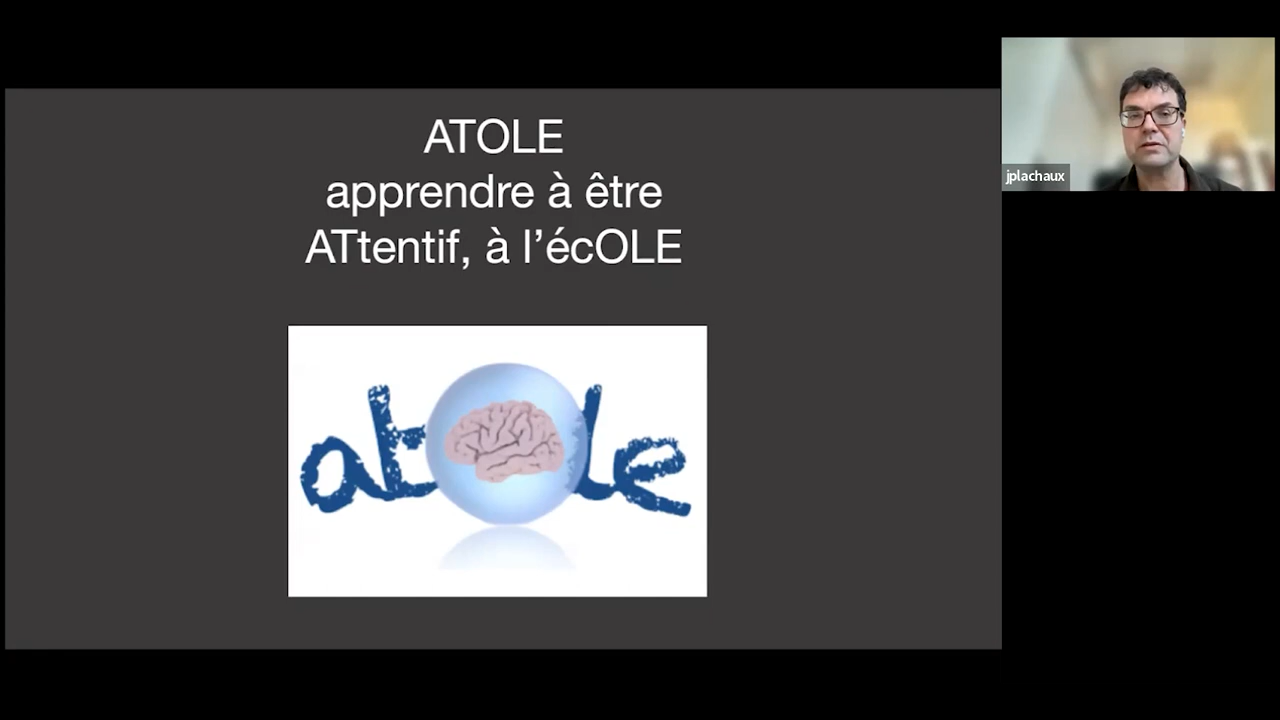 ATOLE
apprendre à être
ATtentif, à l’écOLE
atole
jplachaux